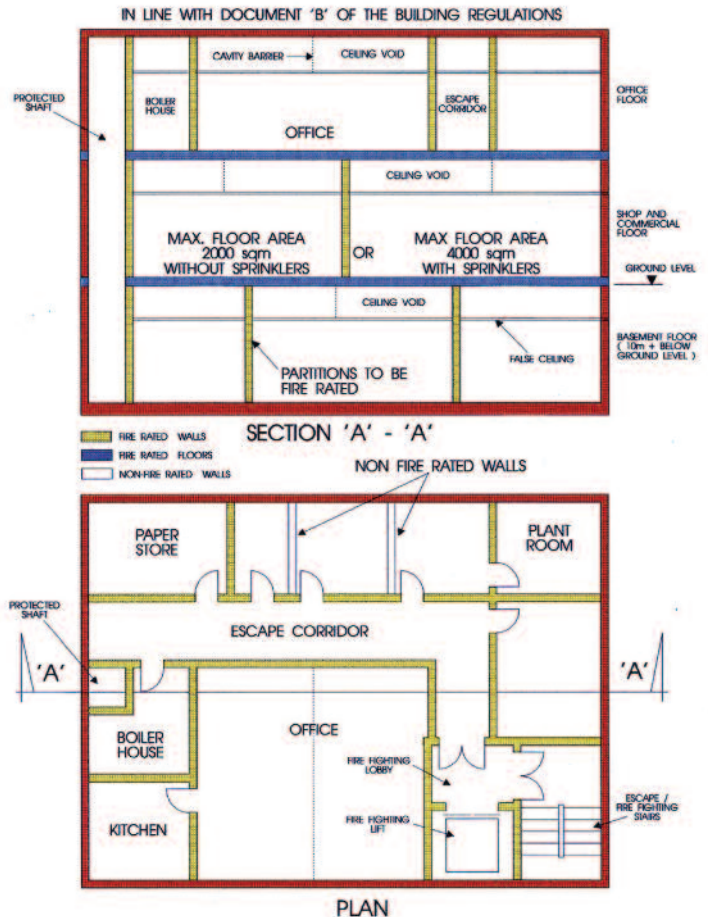 IN LINE WITH DOCUMENT 'B' OF THE BUILDING REGULATIONS
CAVITY BARRIER
CEILING VOID
PROTECTED
SHAFT
BOILER
HOUSE
ESCAPE
CORRIDOR
OFFICE
FLOOR
OFFICE
CEILING VOID
MAX. FLOOR AREA
2000 sqm
WITHOUT SPRINKLERS
OR
MAX FLOOR AREA
4000 sqm
WITH SPRINKLERS
SHOP AND
COMMERCIAL
FLOOR
GROUND LEVEL
CEILING VOID
FALSE CEILING
BASEMENT FLOOR
( 10m + BELOW
GROUND LEVEL )
PARTITIONS TO BE
FIRE RATED
SECTION 'A' - 'A'
FIRE RATED WALLS
FIRE RATED FLOORS
NON-FIRE RATED WALLS
NON FIRE RATED WALLS
PAPER
STORE
PLANT
ROOM
PROTECTED
SHAFT
ESCAPE CORRIDOR
'A'
'A'
BOILER
HOUSE
OFFICE
FIRE FIGHTING
LOBBY
KITCHEN
FIRE FIGHTING
LIFT
ESCAPE /
FIRE FIGHTING
STAIRS
PLAN